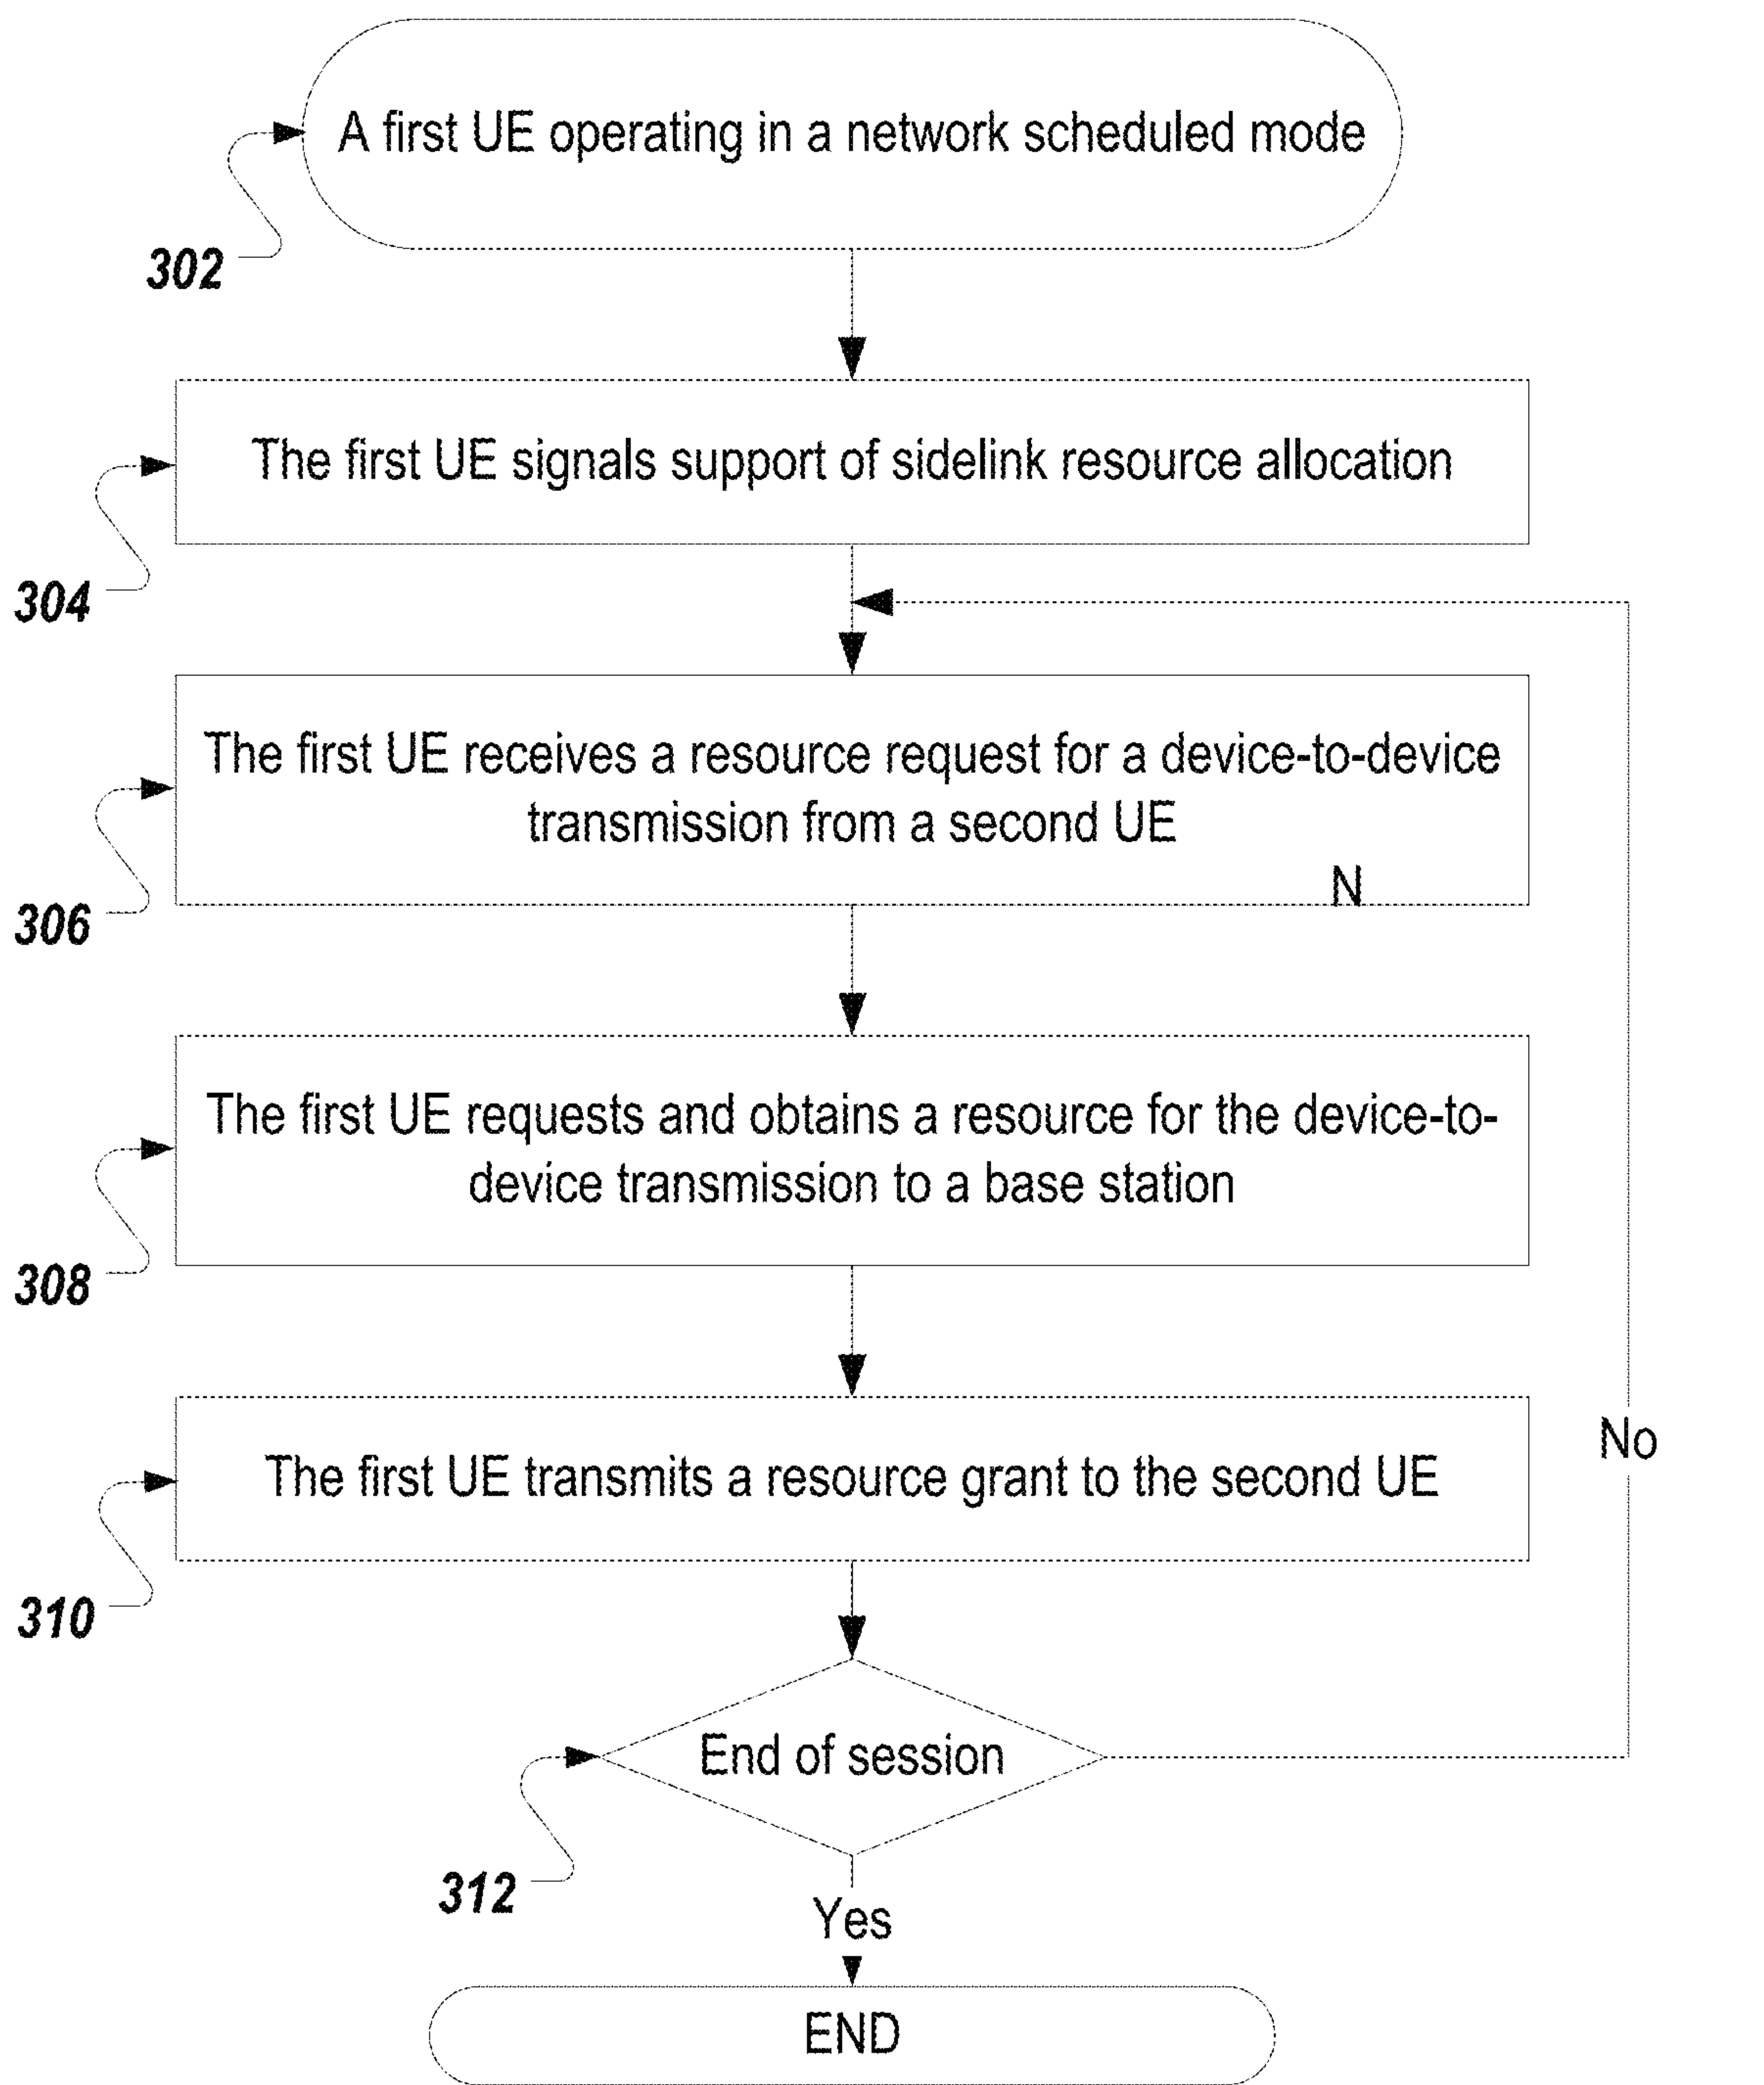 A first UE operating in a network scheduled mode
302
The first UE signals support of sidelink resource allocation
304
The first UE receives a resource request for a device-to-device
transmission from a second UE
N
306
The first UE requests and obtains a resource for the device-to-
device transmission to a base station
308
The first UE transmits a resource grant to the second UE
No
310
End of session
312
Yes
END